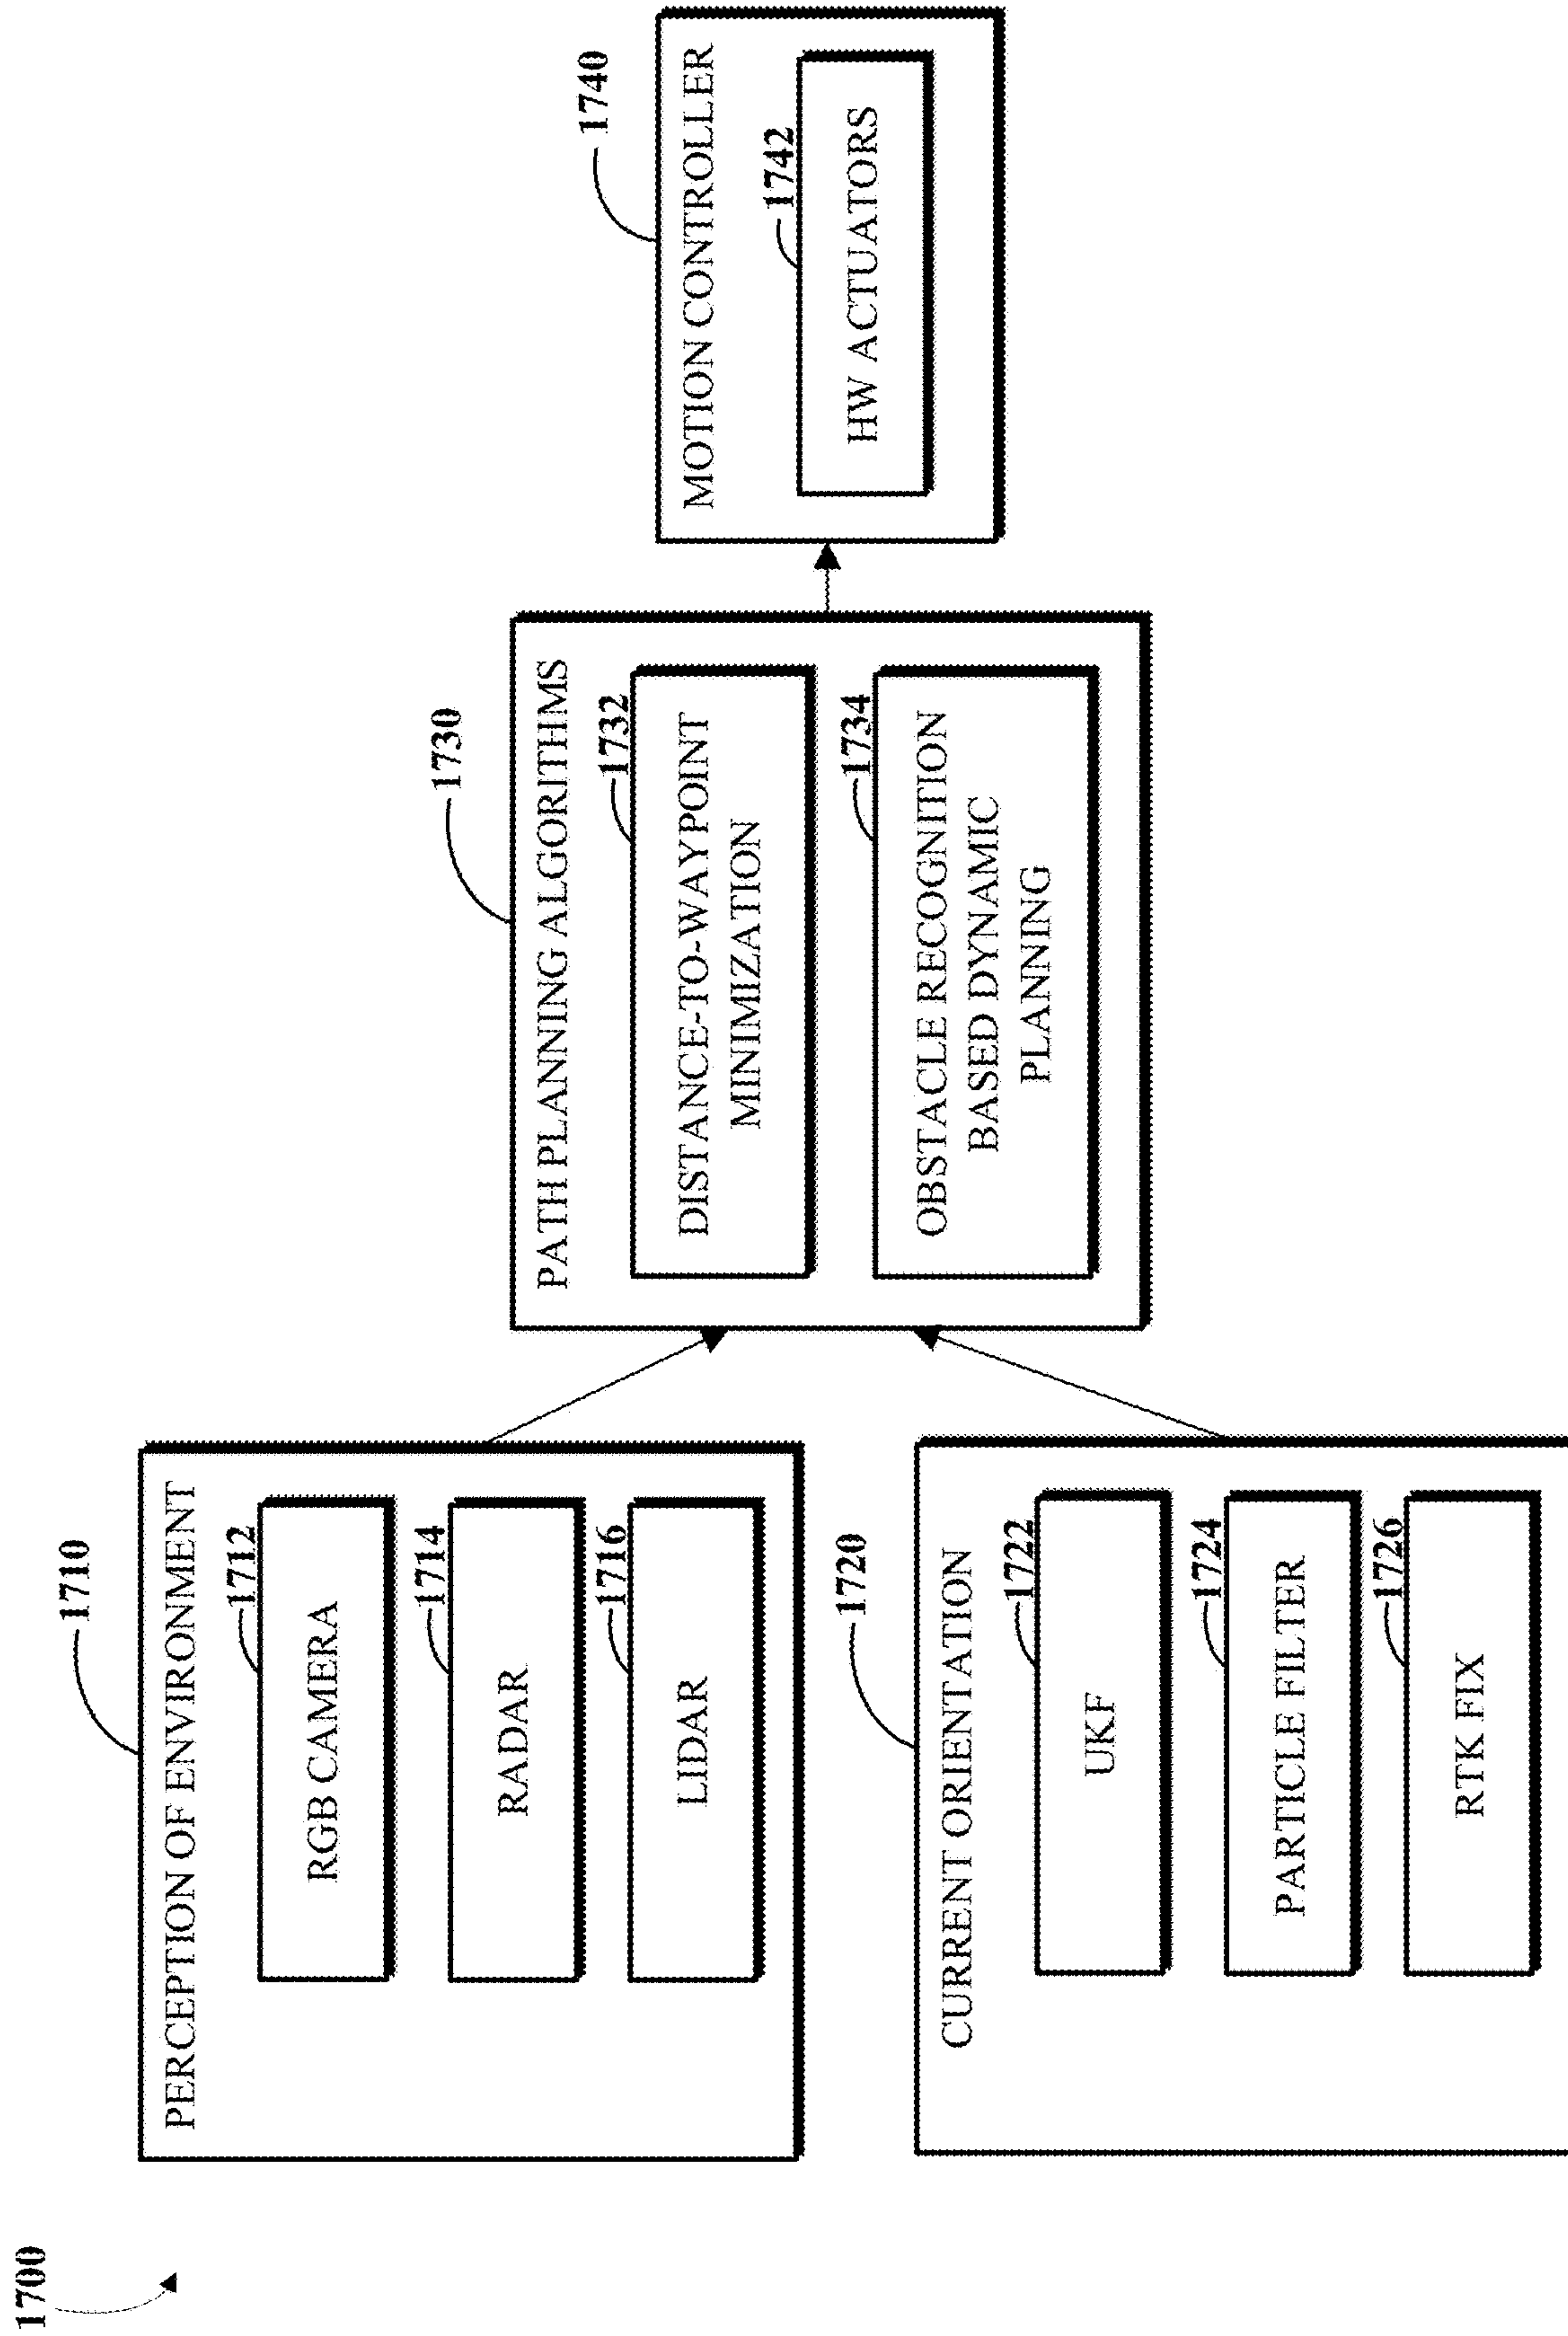 1700
1710
PERCEPTION OF ENVIRONMENT
1712
RGB CAMERA
1714
RADAR
1716
LIDAR
1720
CURRENT ORIENTATION
1722
UKF
1724
PARTICLE FILTER
1726
RTK FIX
1730
PATH PLANNING ALGORITHMS
1732
DISTANCE-TO-WAYPOINT
MINIMIZATION
1734
OBSTACLE RECOGNITION
BASED DYNAMIC
PLANNING
1740
MOTION CONTROLLER
1742
HW ACTUATORS